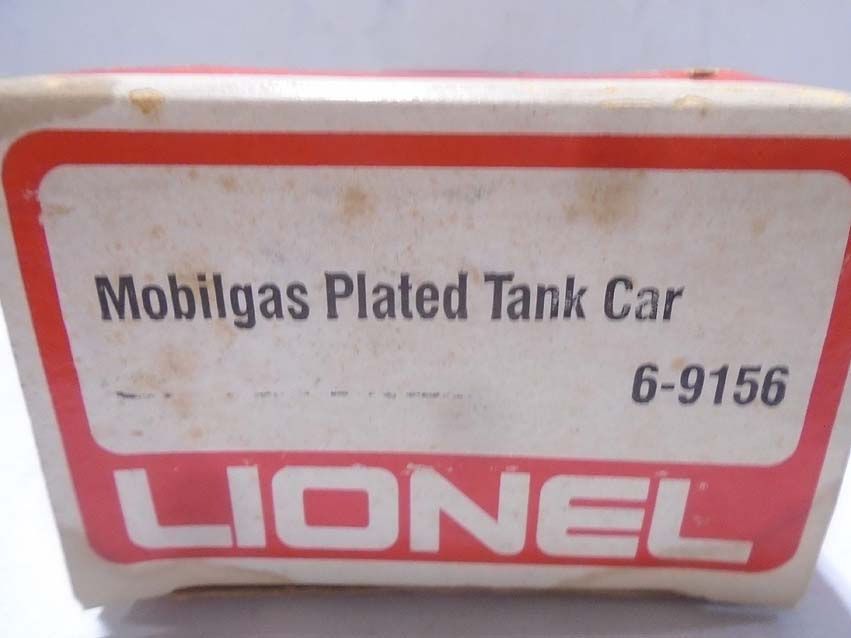 Mobilgas Plated Tank Car
6-9156
LIONEL